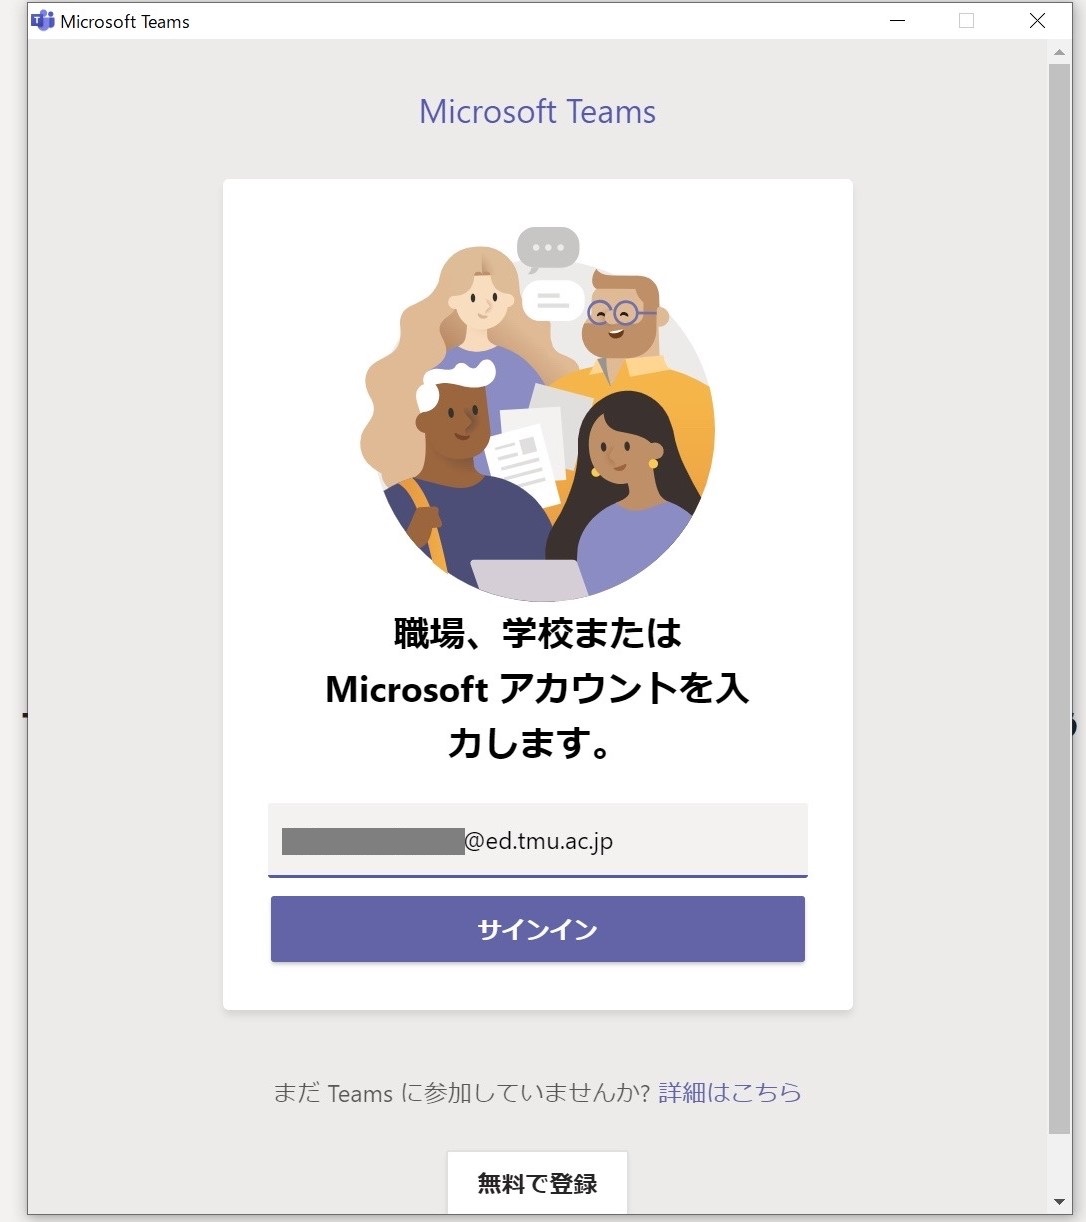 Microsoft Teams
Microsoft Teams
職場、学校または
Microsoft アカウントを入
力します。
@ed.tmu.ac.jp
サインイン
まだ Teams に参加していませんか? 詳細はこちら
無料で登録